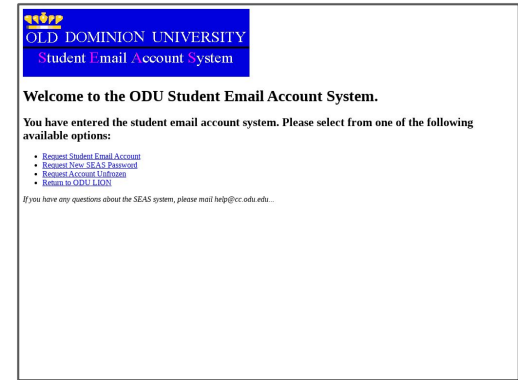 OLD DOMINION UNIVERSITY
Student Email Account System
Welcome to the ODU Student Email Account System.
You have entered the student email account system. Please select from one of the following
available options:
Request Student Email Account
Request New SEAS Password
Request Account Unfrozen
Return to ODU LION
If you have any questions about the SEAS system, please mail help@cc.odu.edu...